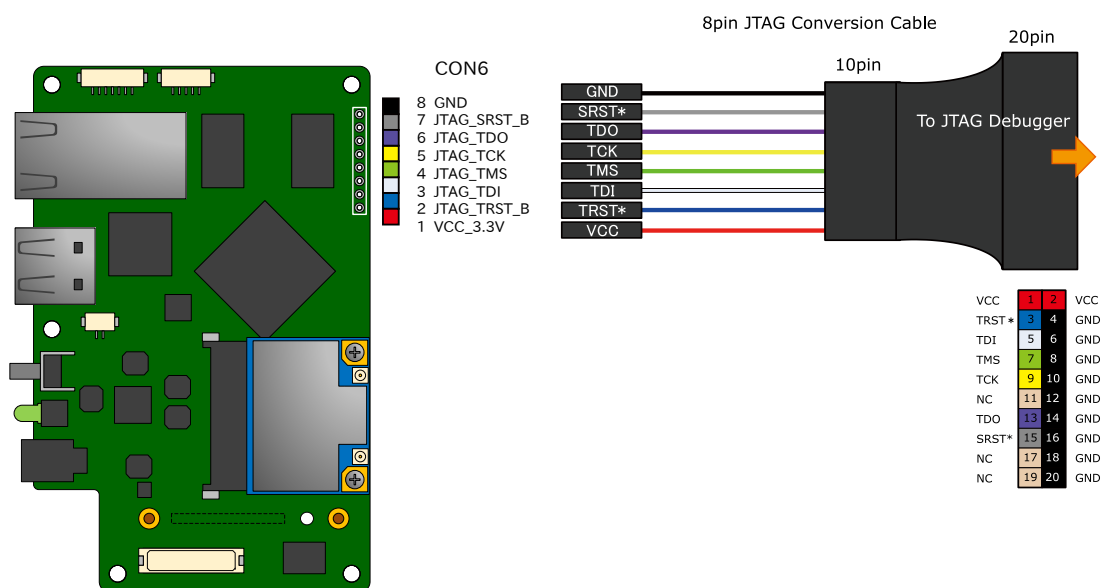 8pin JTAG Conversion Cable
20pin
10pin
CON6
8 GND
7 JTAG_SRST_B
6 JTAG_TDO
5 JTAG_TCK
4 JTAG_TMS
3 JTAG_TDI
2 JTAG_TRST_B
1 VCC_3.3V
GND
SRST*
TDO
TCK
TMS
TDI
TRST*
VCC
To JTAG Debugger
VCC 1 2 VCC
TRST* 3 4 GND
TDI 5 6 GND
TMS 7 8 GND
TCK 9 10 GND
NC 11 12 GND
TDO 13 14 GND
SRST* 15 16 GND
NC 17 18 GND
NC 19 20 GND